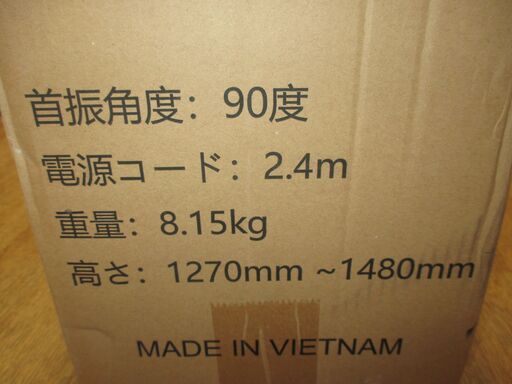 首振角度：90度
電源コード：2.4m
重量：8.15kg
高さ：1270mm ~1480mm
MADE IN VIETNAM